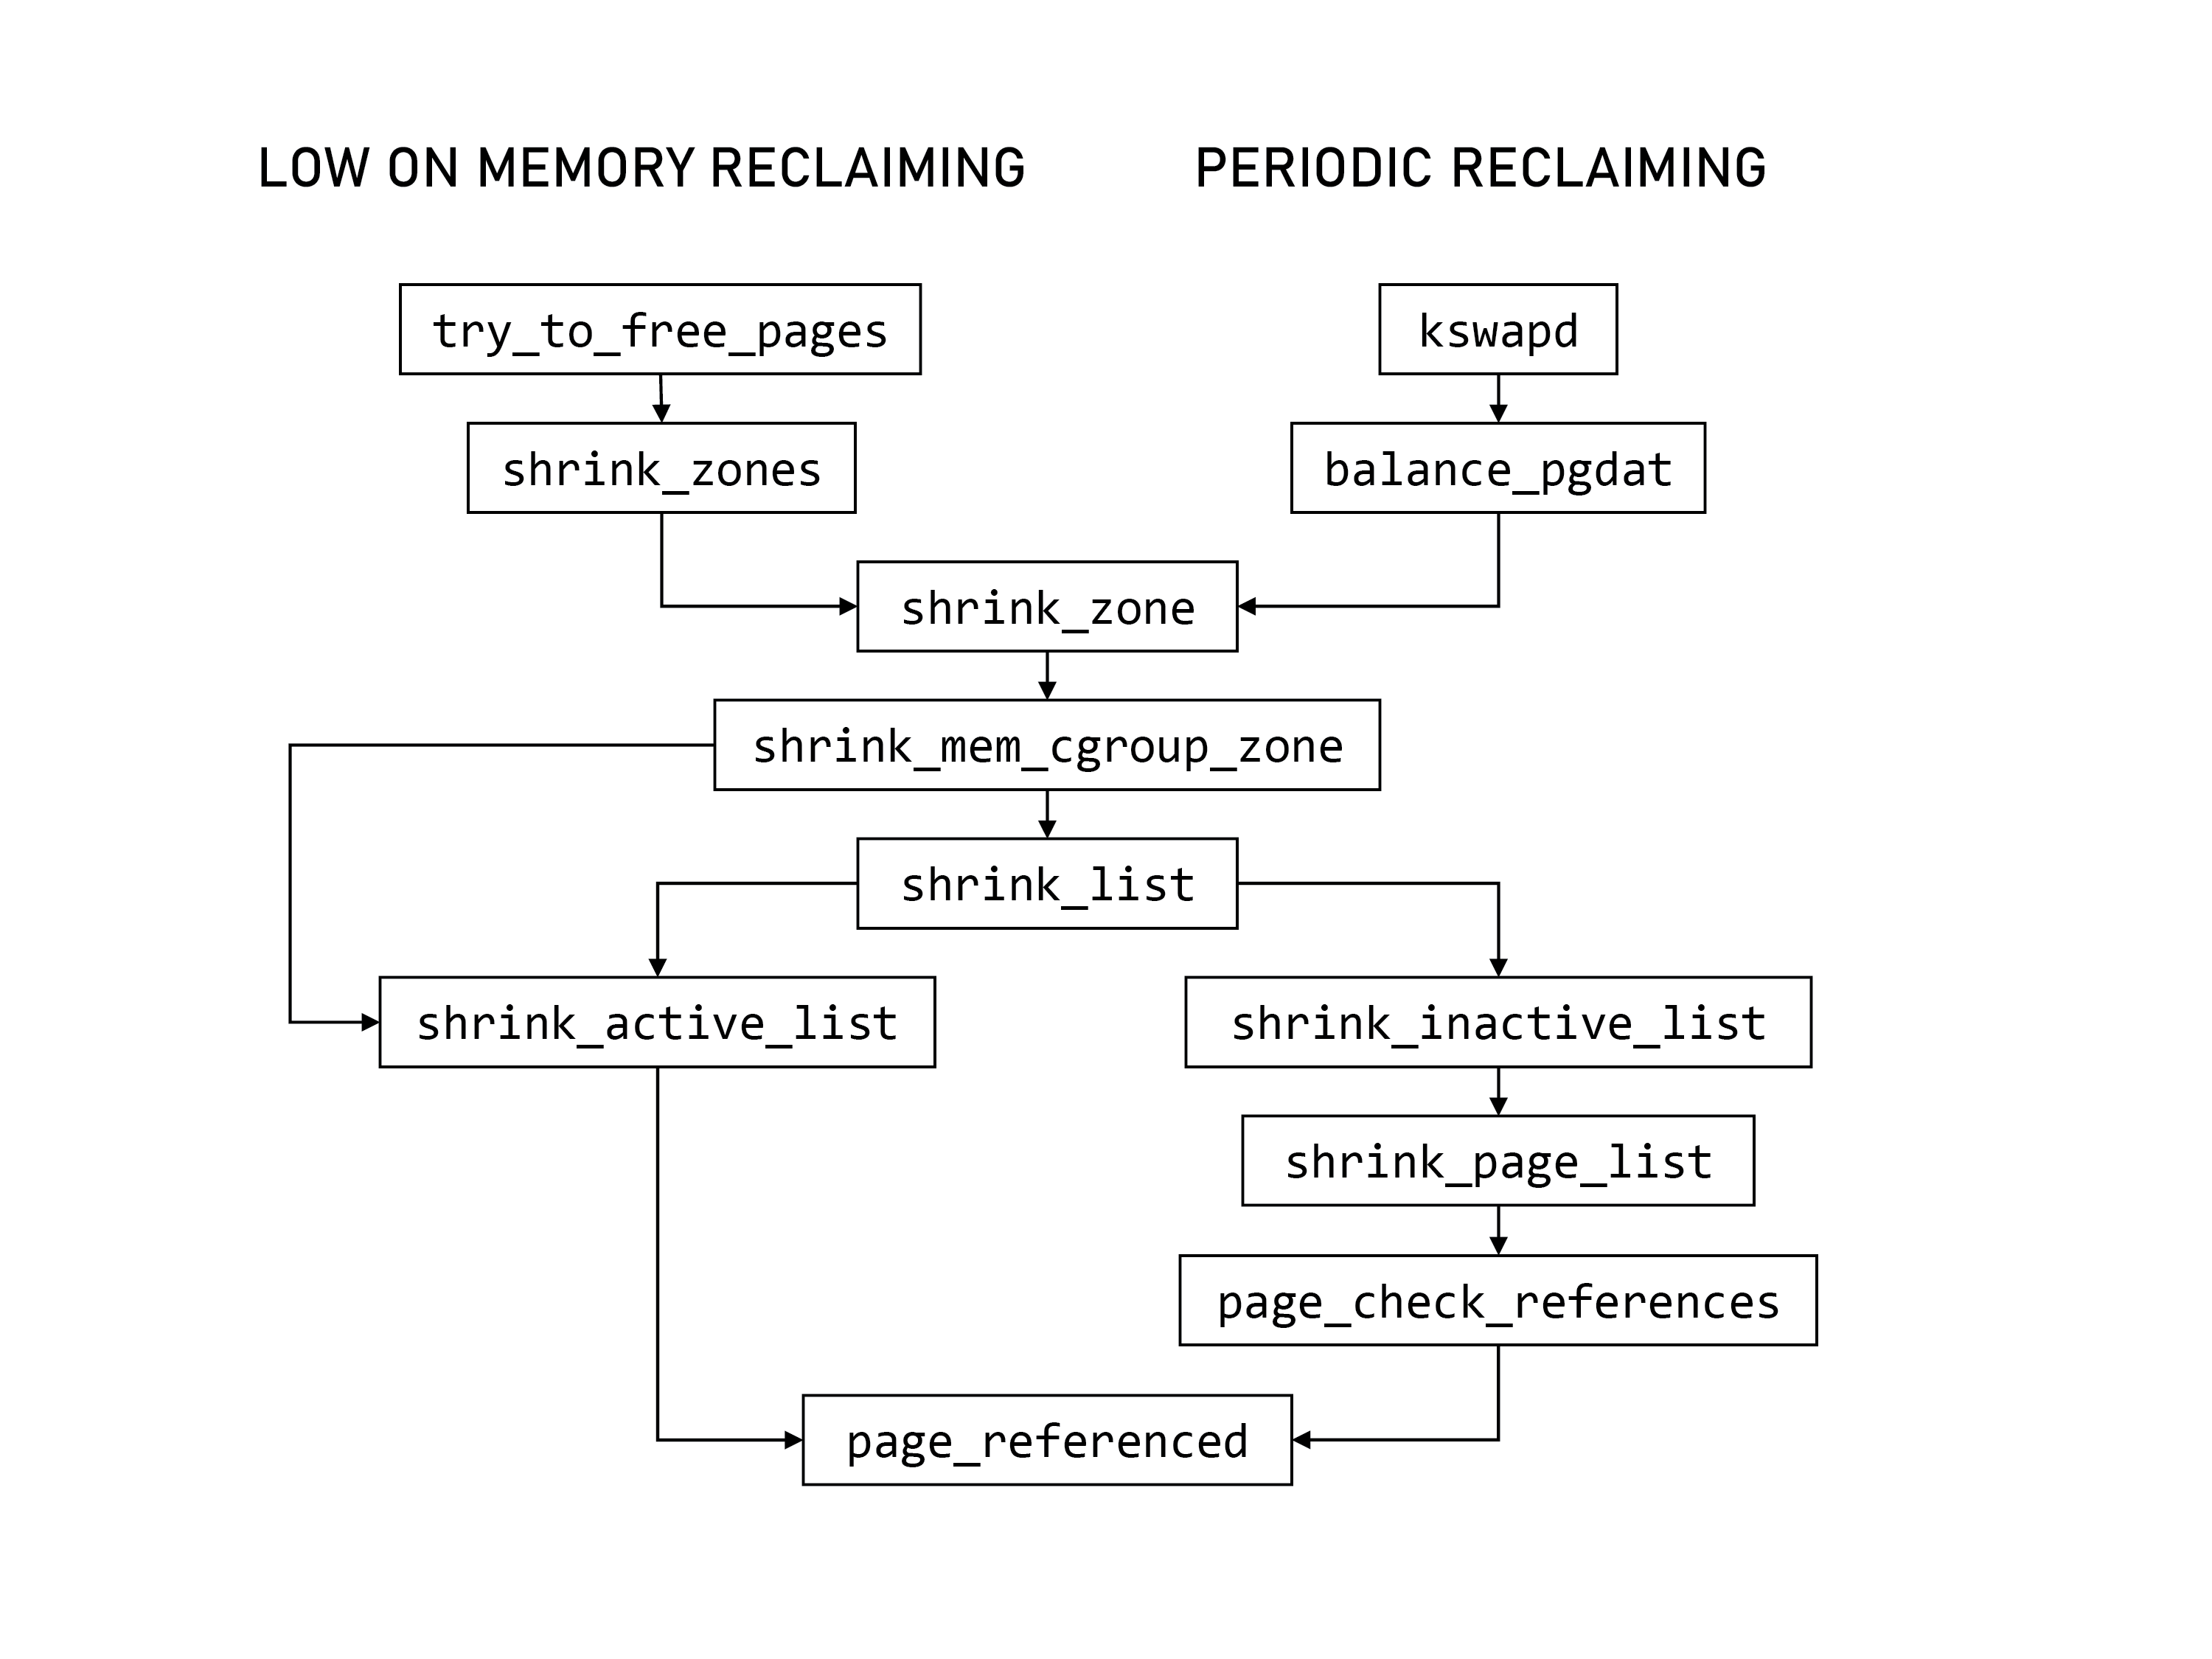 LOW ON MEMORY RECLAIMING
PERIODIC RECLAIMING
try_to_free_pages
kswapd
shrink_zones
balance_pgdat
shrink_zone
shrink_mem_cgroup_zone
shrink_list
shrink_active_list
shrink_inactive_list
shrink_page_list
page_check_references
page_referenced